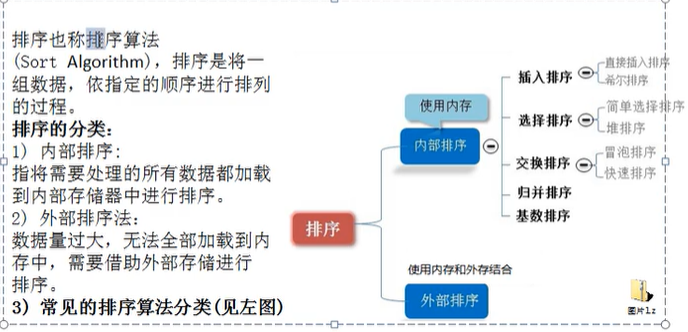 排序也称排序算法
(Sort Algorithm)，排序是将一
组数据，依指定的顺序进行排列
的过程。
排序的分类：
1) 内部排序:
指将需要处理的所有数据都加载
到内部存储器中进行排序。
2) 外部排序法：
数据量过大，无法全部加载到内
存中，需要借助外部存储进行
排序。
3) 常见的排序算法分类(见左图)
排序
使用内存
内部排序
插入排序
直接插入排序
希尔排序
选择排序
简单选择排序
堆排序
交换排序
冒泡排序
快速排序
归并排序
基数排序
使用内存和外存结合
外部排序
图片lz